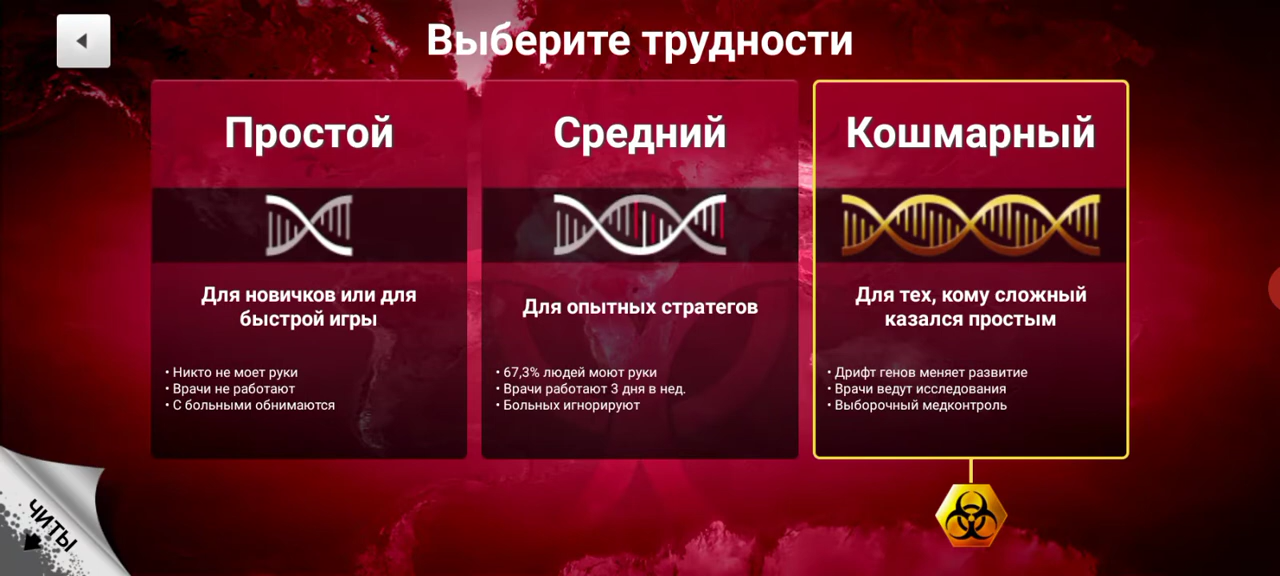 Выберите трудности
Простой
Для новичков или для
быстрой игры
• Никто не моет руки
• Врачи не работают
• С больными обнимаются
Средний
Для опытных стратегов
• 67,3% людей моют руки
• Врачи работают 3 дня в нед.
• Больных игнорируют
Кошмарный
Для тех, кому сложный
казался простым
• Дрифт генов меняет развитие
• Врачи ведут исследования
• Выборочный медконтроль
ЧИТЫ